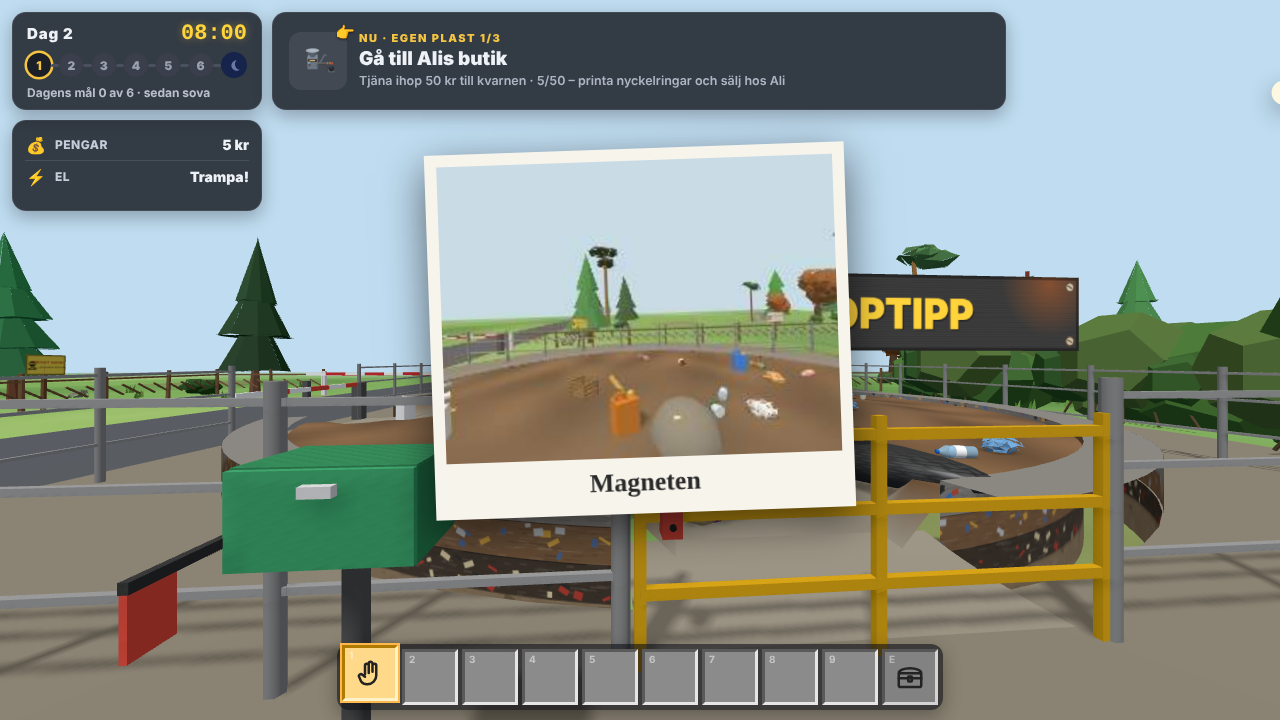 Dag 2
08:00
1 2 3 4 5 6
Dagens mål 0 av 6 · sedan sova
NU · EGEN PLAST 1/3
Gå till Alis butik
Tjäna ihop 50 kr till kvarnen · 5/50 – printa nyckelringar och sälj hos Ali
PENGAR 5 kr
EL Trampa!
OPTIPP
Magneten
1 2 3 4 5 6 7 8 9 E